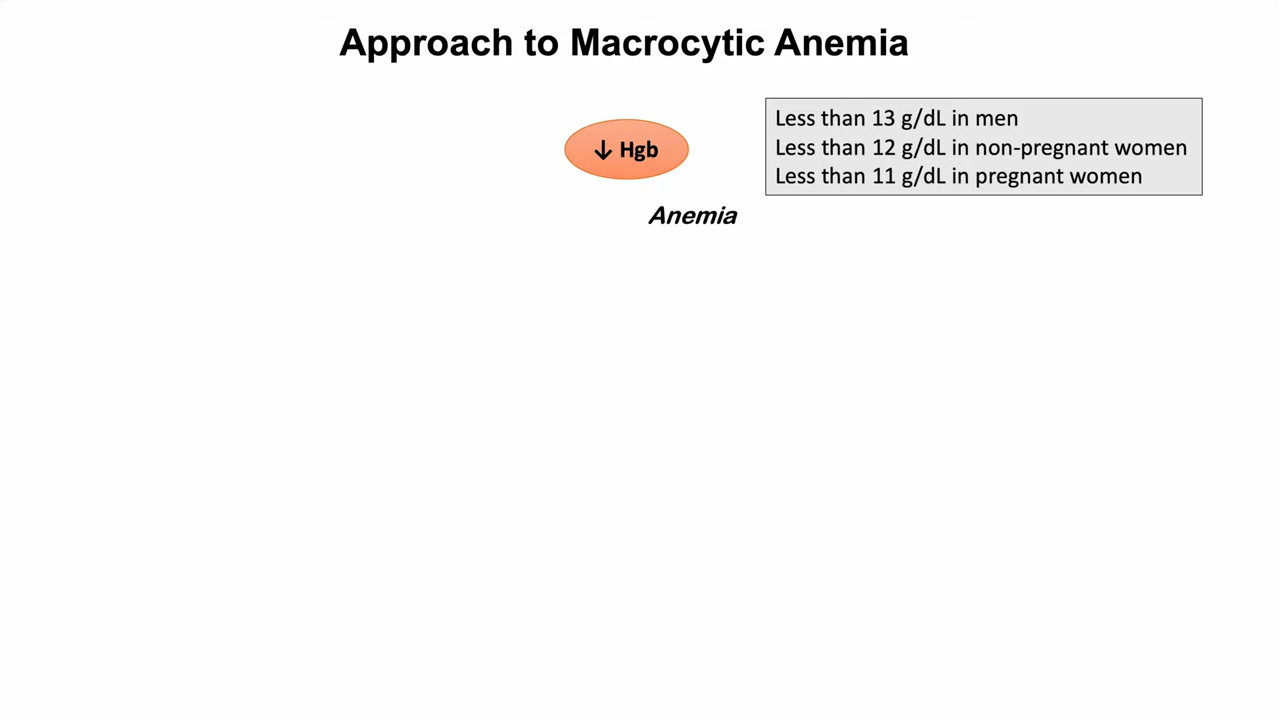 Approach to Macrocytic Anemia
↓ Hgb
Less than 13 g/dL in men
Less than 12 g/dL in non-pregnant women
Less than 11 g/dL in pregnant women
Anemia